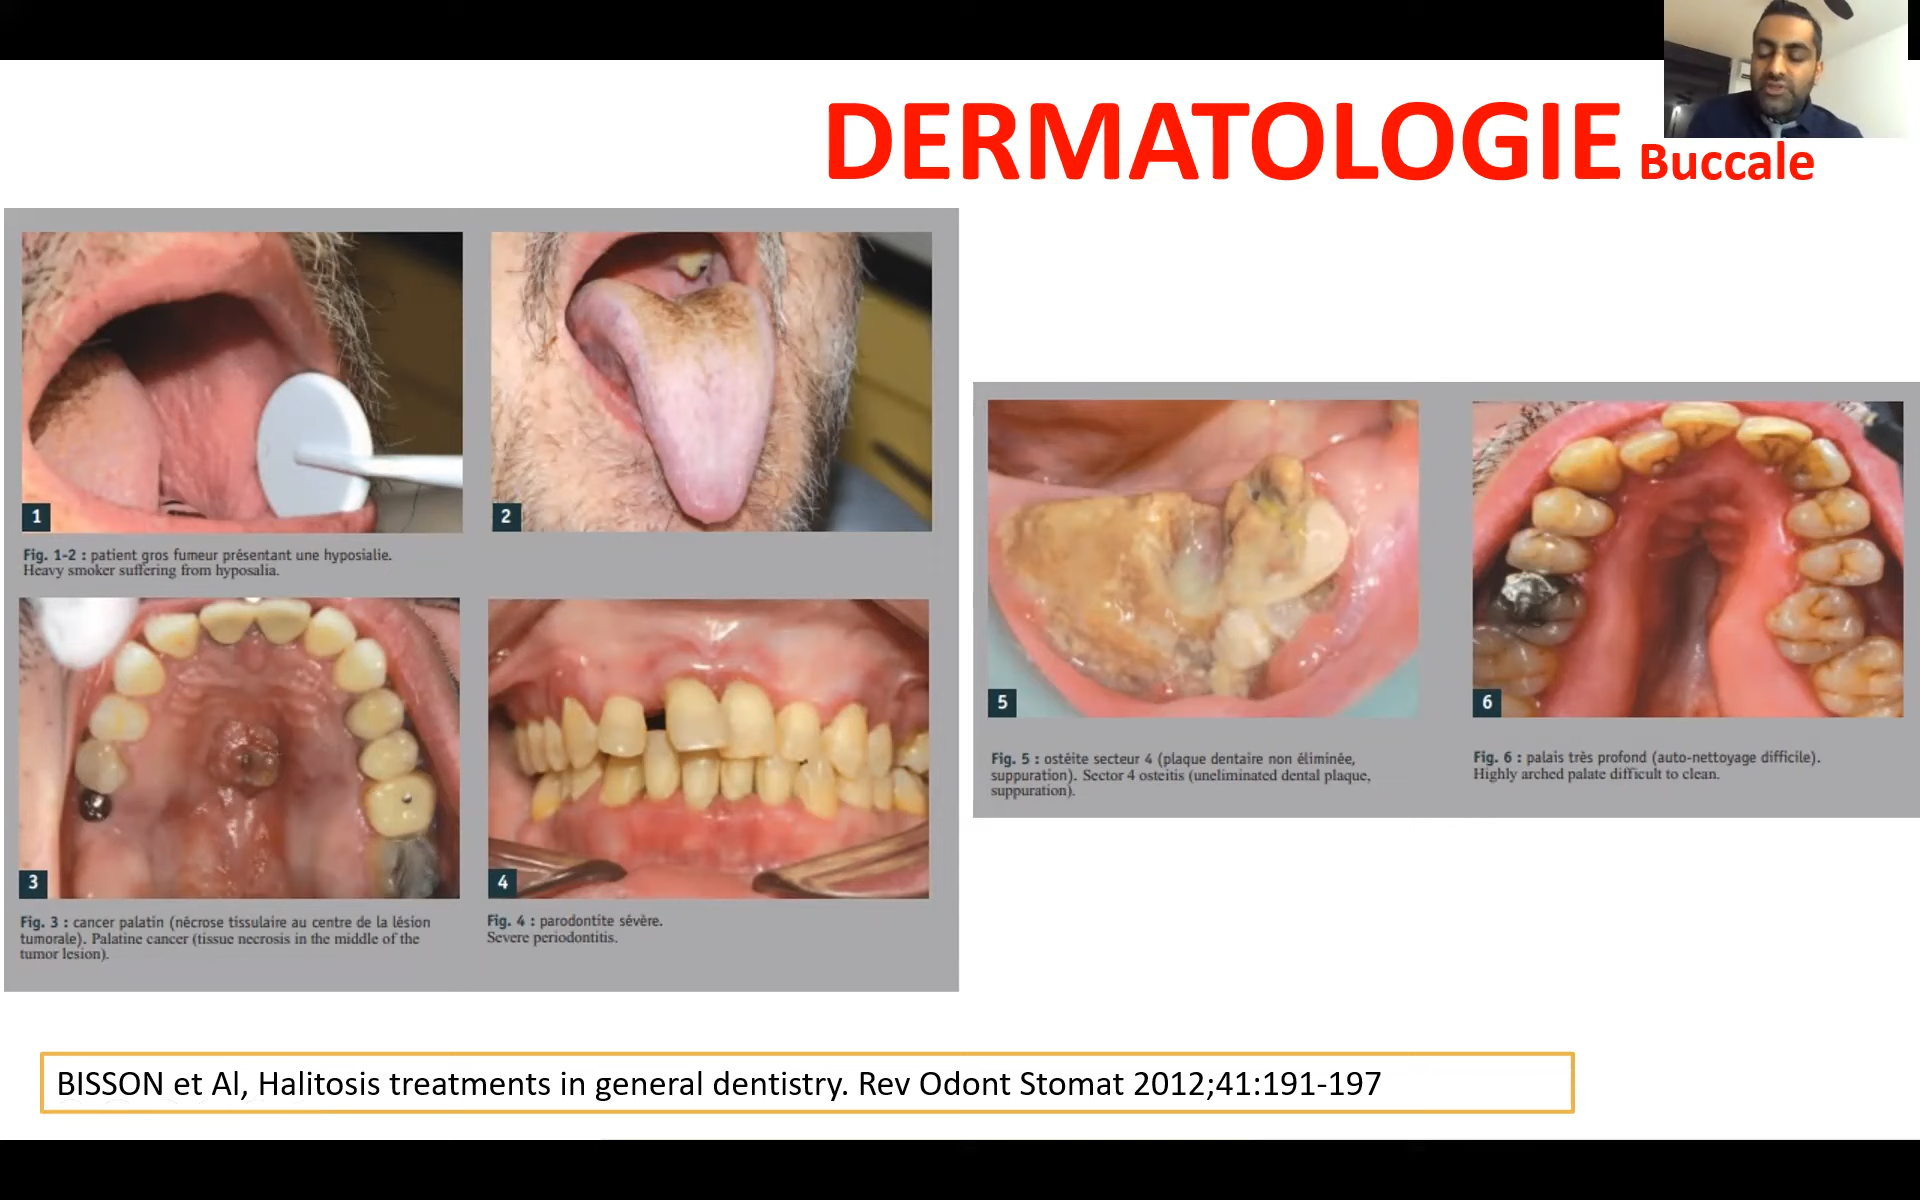 DERMATOLOGIE Buccale
1
2
Fig. 1-2 : patient gros fumeur présentant une hyposialie.
Heavy smoker suffering from hyposalia.
3
4
Fig. 3 : cancer palatin (nécrose tissulaire au centre de la lésion
tumorale). Palatine cancer (tissue necrosis in the middle of the
tumor lesion).
Fig. 4 : parodontite sévère.
Severe periodontitis.
5
6
Fig. 5 : ostéite secteur 4 (plaque dentaire non éliminée,
suppuration). Sector 4 osteitis (uneliminated dental plaque,
suppuration).
Fig. 6 : palais très profond (auto-nettoyage difficile).
Highly arched palate difficult to clean.
BISSON et Al, Halitosis treatments in general dentistry. Rev Odont Stomat 2012;41:191-197